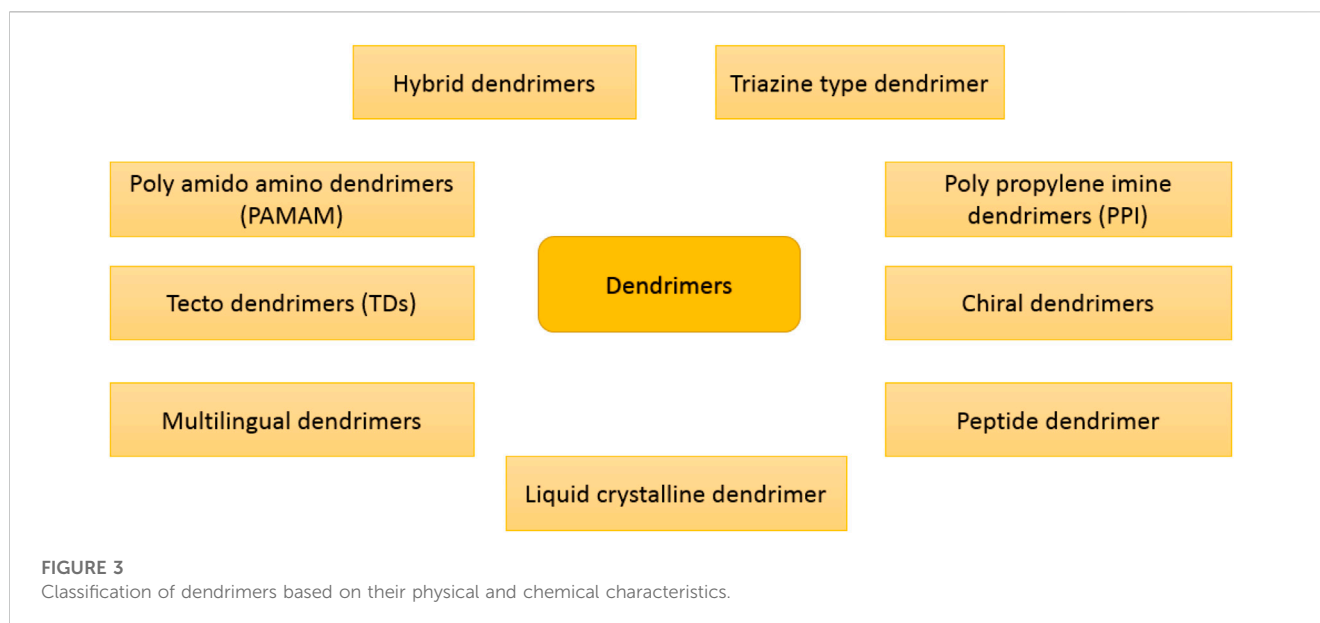 Hybrid dendrimers
Triazine type dendrimer
Poly amido amino dendrimers
(PAMAM)
Poly propylene imine
dendrimers (PPI)
Tecto dendrimers (TDs)
Dendrimers
Chiral dendrimers
Multilingual dendrimers
Peptide dendrimer
Liquid crystalline dendrimer
FIGURE 3
Classification of dendrimers based on their physical and chemical characteristics.